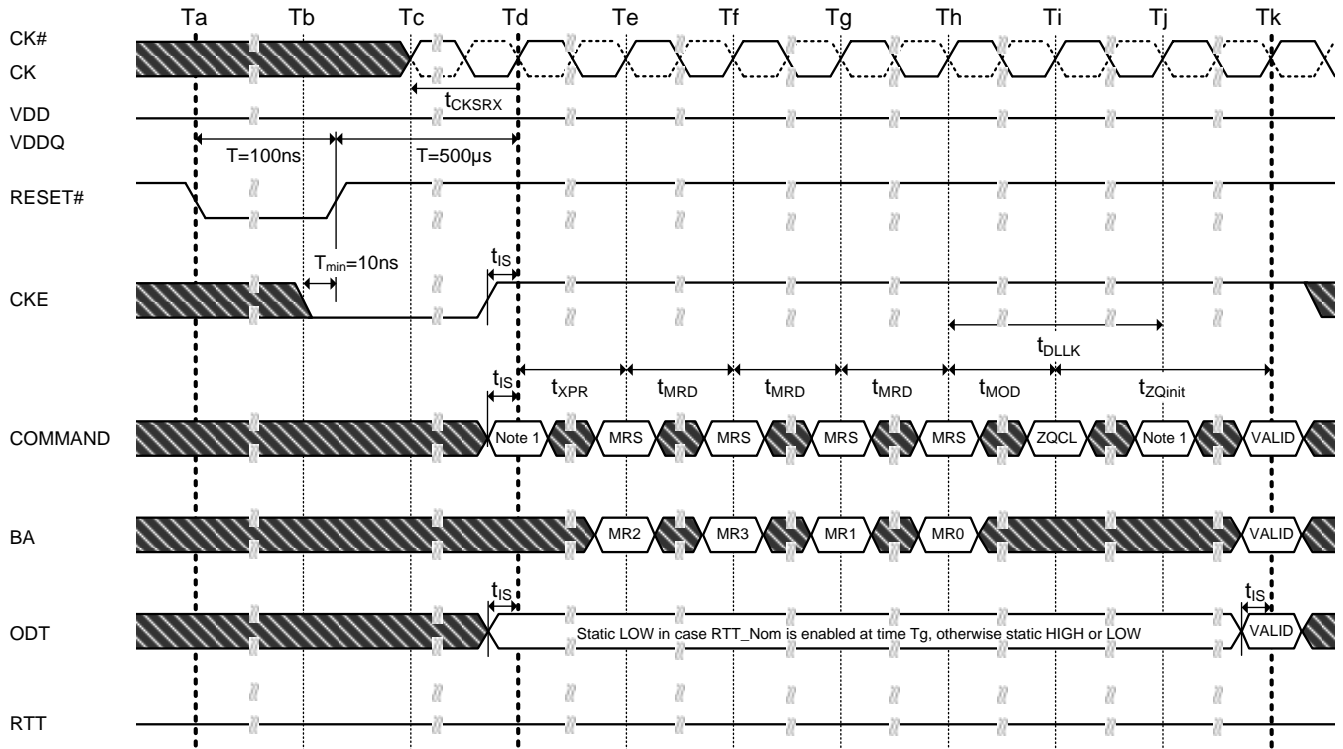 Ta Tb Tc Td Te Tf Tg Th Ti Tj Tk
CK#
CK
tCKSRX
VDD
VDDQ
T=100ns T=500µs
RESET#
Tmin=10ns tIS
CKE
tDLLK
tIS tXPR tMRD tMRD tMRD tMOD tZQinit
COMMAND Note 1 MRS MRS MRS MRS ZQCL Note 1 VALID
BA MR2 MR3 MR1 MR0 VALID
tIS tIS
ODT Static LOW in case RTT_Nom is enabled at time Tg, otherwise static HIGH or LOW VALID
RTT